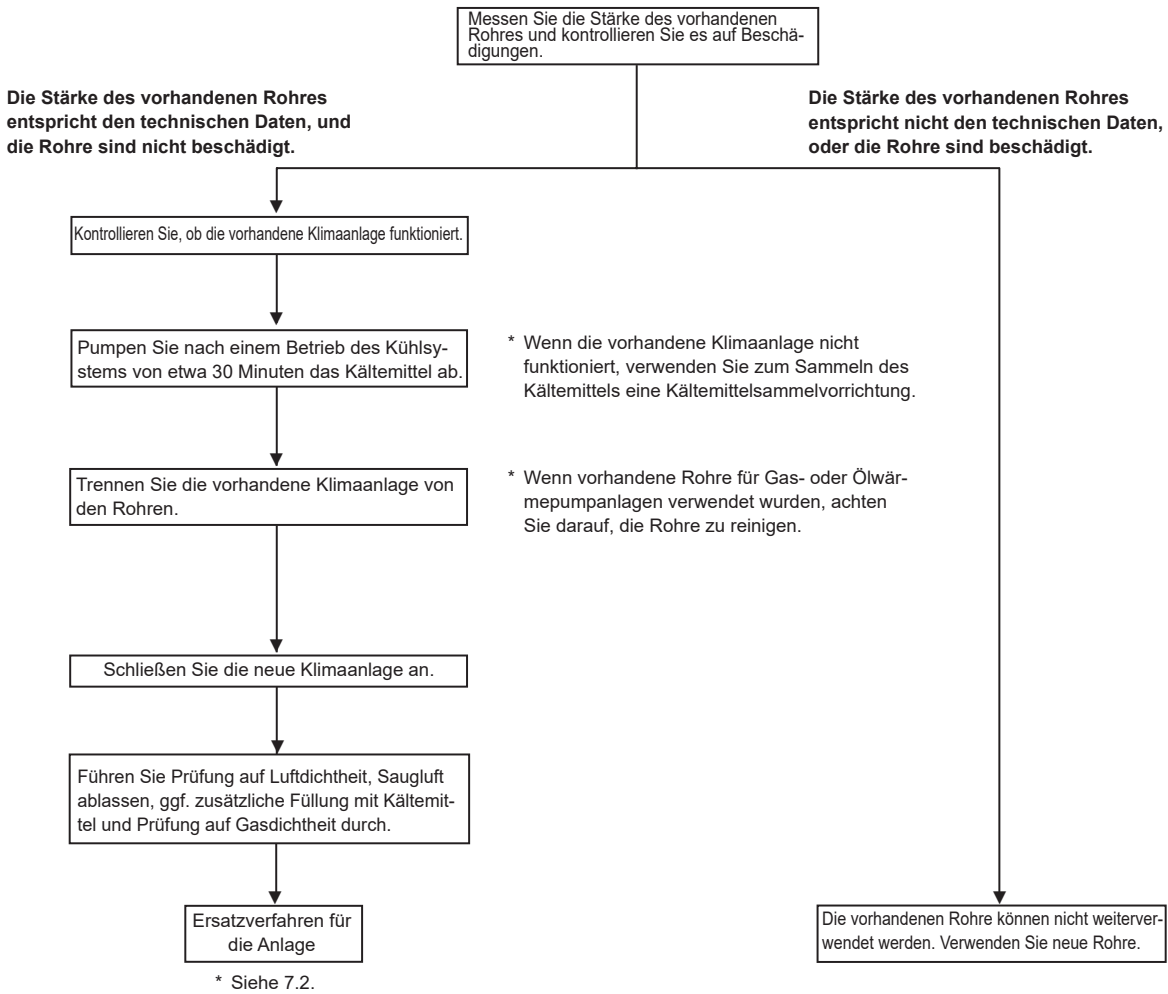 Messen Sie die Stärke des vorhandenen
Rohres und kontrollieren Sie es auf Beschä-
digungen.
Die Stärke des vorhandenen Rohres
entspricht den technischen Daten, und
die Rohre sind nicht beschädigt.
Die Stärke des vorhandenen Rohres
entspricht nicht den technischen Daten,
oder die Rohre sind beschädigt.
Kontrollieren Sie, ob die vorhandene Klimaanlage funktioniert.
Pumpen Sie nach einem Betrieb des Kühlsy-
stems von etwa 30 Minuten das Kältemittel ab.
* Wenn die vorhandene Klimaanlage nicht
funktioniert, verwenden Sie zum Sammeln des
Kältemittels eine Kältemittelsammelvorrichtung.
Trennen Sie die vorhandene Klimaanlage von
den Rohren.
* Wenn vorhandene Rohre für Gas- oder Ölwär-
mepumpanlagen verwendet wurden, achten
Sie darauf, die Rohre zu reinigen.
Schließen Sie die neue Klimaanlage an.
Führen Sie Prüfung auf Luftdichtheit, Saugluft
ablassen, ggf. zusätzliche Füllung mit Kältemit-
tel und Prüfung auf Gasdichtheit durch.
Ersatzverfahren für
die Anlage
* Siehe 7.2.
Die vorhandenen Rohre können nicht weiterver-
wendet werden. Verwenden Sie neue Rohre.